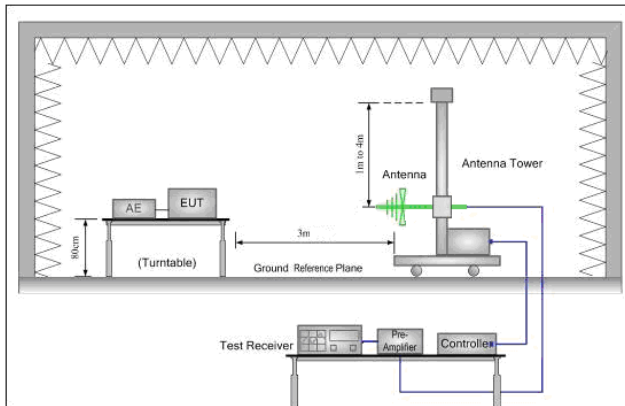 1m to 4m
Antenna
Antenna Tower
AE
EUT
3m
80cm
(Turntable)
Ground Reference Plane
Test Receiver
Pre-
Amplifier
Controller